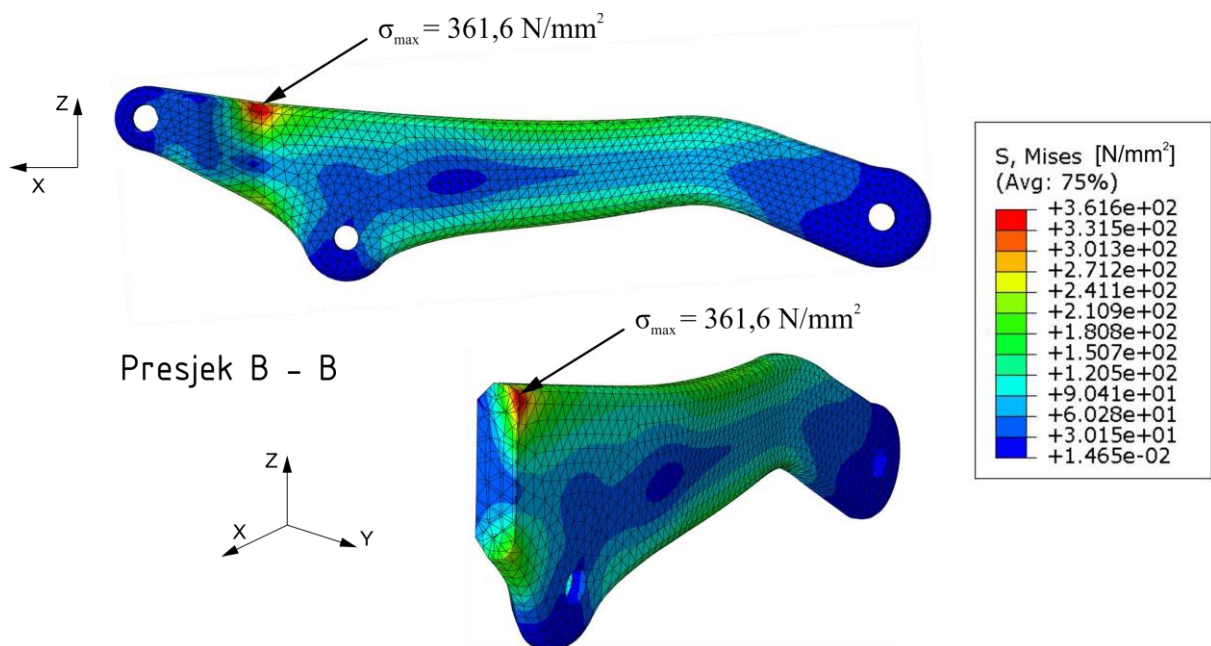 σmax = 361,6 N/mm²
Z
X
S, Mises [N/mm²]
(Avg: 75%)
+3.616e+02
+3.315e+02
+3.013e+02
+2.712e+02
+2.411e+02
+2.109e+02
+1.808e+02
+1.507e+02
+1.205e+02
+9.041e+01
+6.028e+01
+3.015e+01
+1.465e-02
σmax = 361,6 N/mm²
Presjek B - B
Z
X
Y